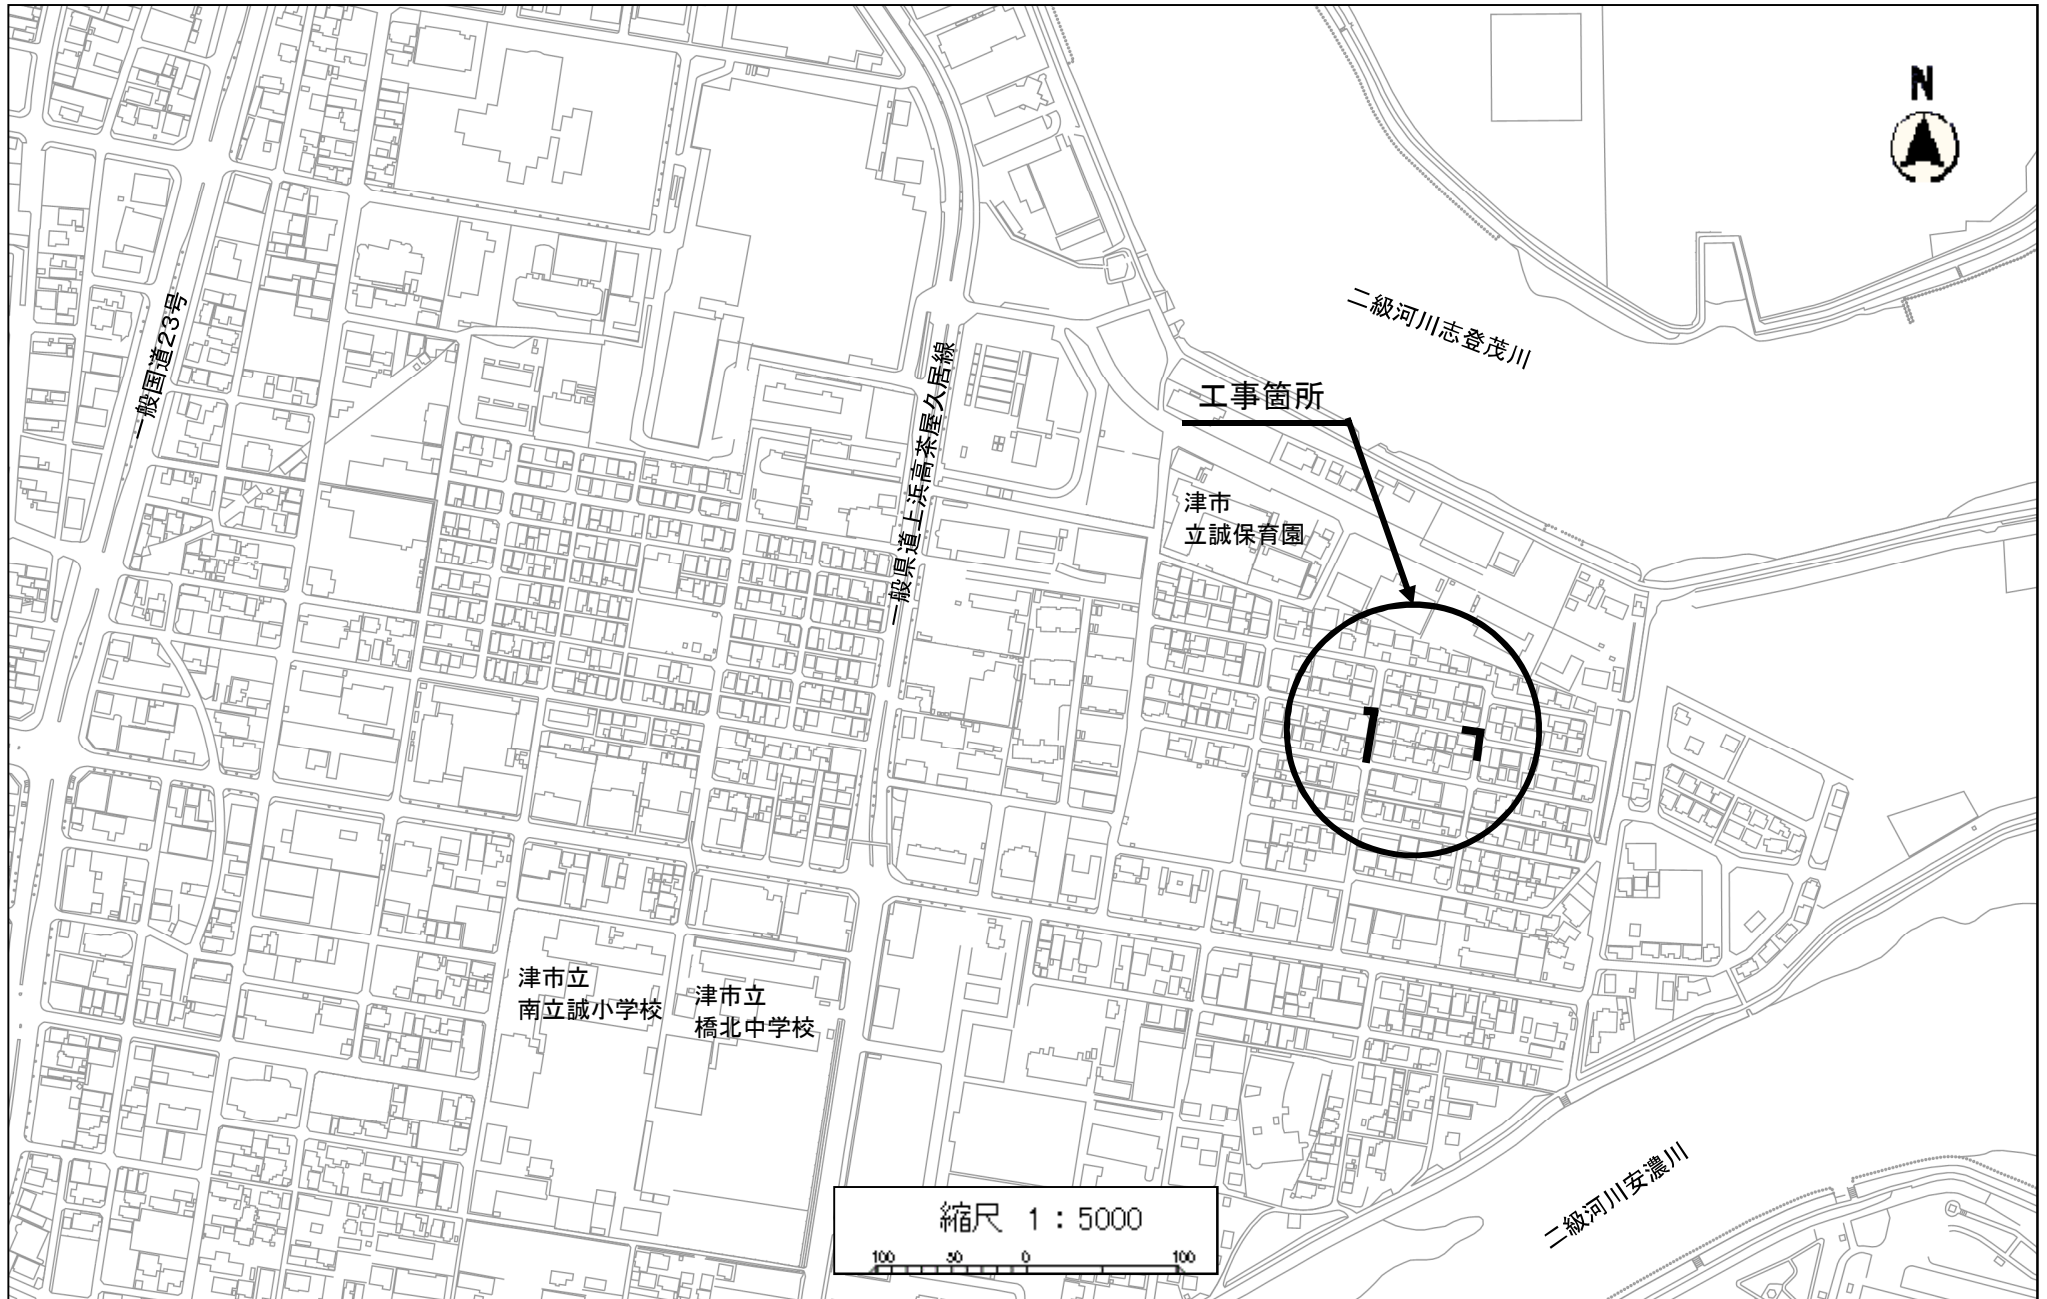 N
一般国道23号
二級河川志登茂川
一般県道上浜高茶屋久居線
工事箇所
津市
立誠保育園
津市立
南立誠小学校
津市立
橋北中学校
二級河川安濃川
縮尺 1：5000
100 50 0 100